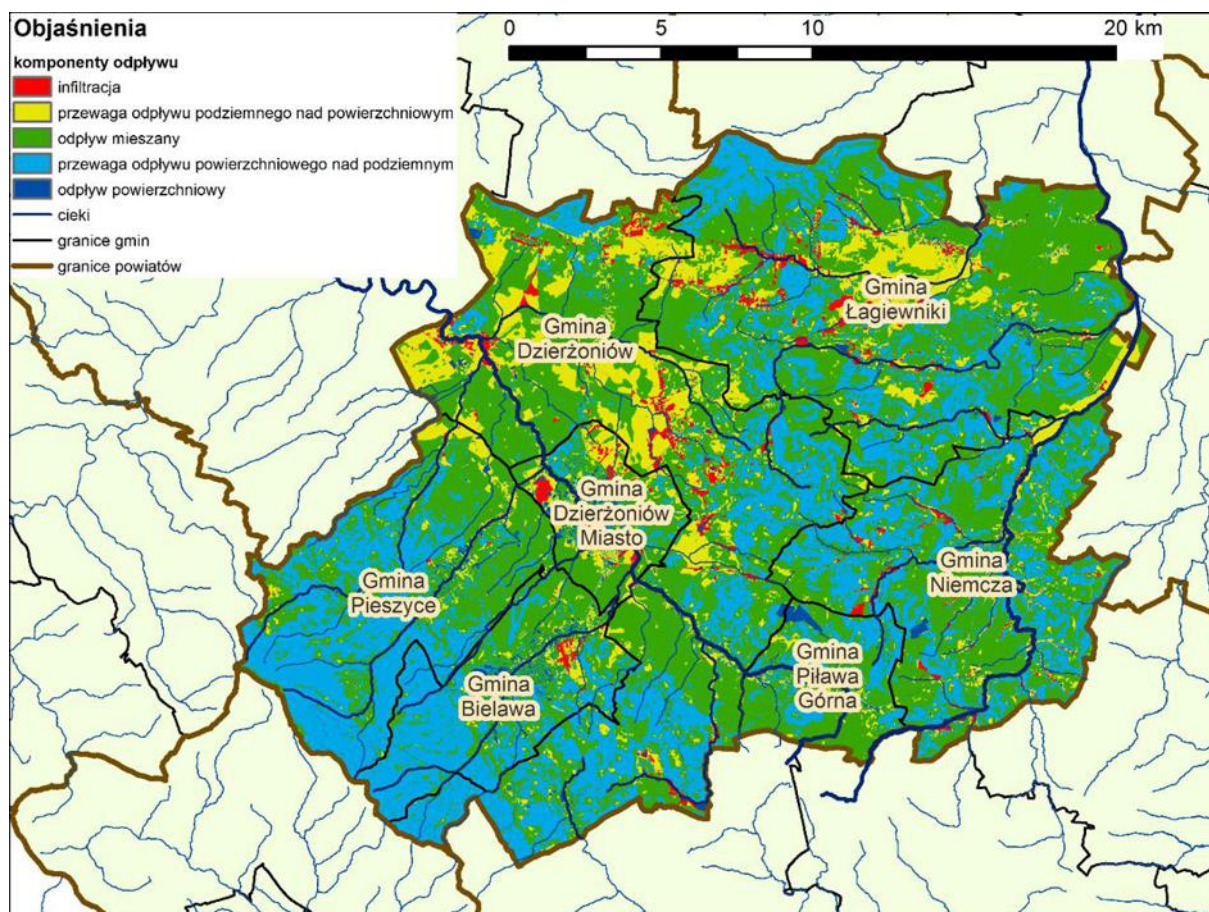 Objaśnienia
komponenty odpływu
infiltracja
przewaga odpływu podziemnego nad powierzchniowym
odpływ mieszany
przewaga odpływu powierzchniowego nad podziemnym
odpływ powierzchniowy
cieki
granice gmin
granice powiatów
0 5 10 20 km
Gmina
Łagiewniki
Gmina
Dzierżoniów
Gmina
Dzierżoniów
Miasto
Gmina
Niemcza
Gmina
Pieszyce
Gmina
Piława
Górna
Gmina
Bielawa